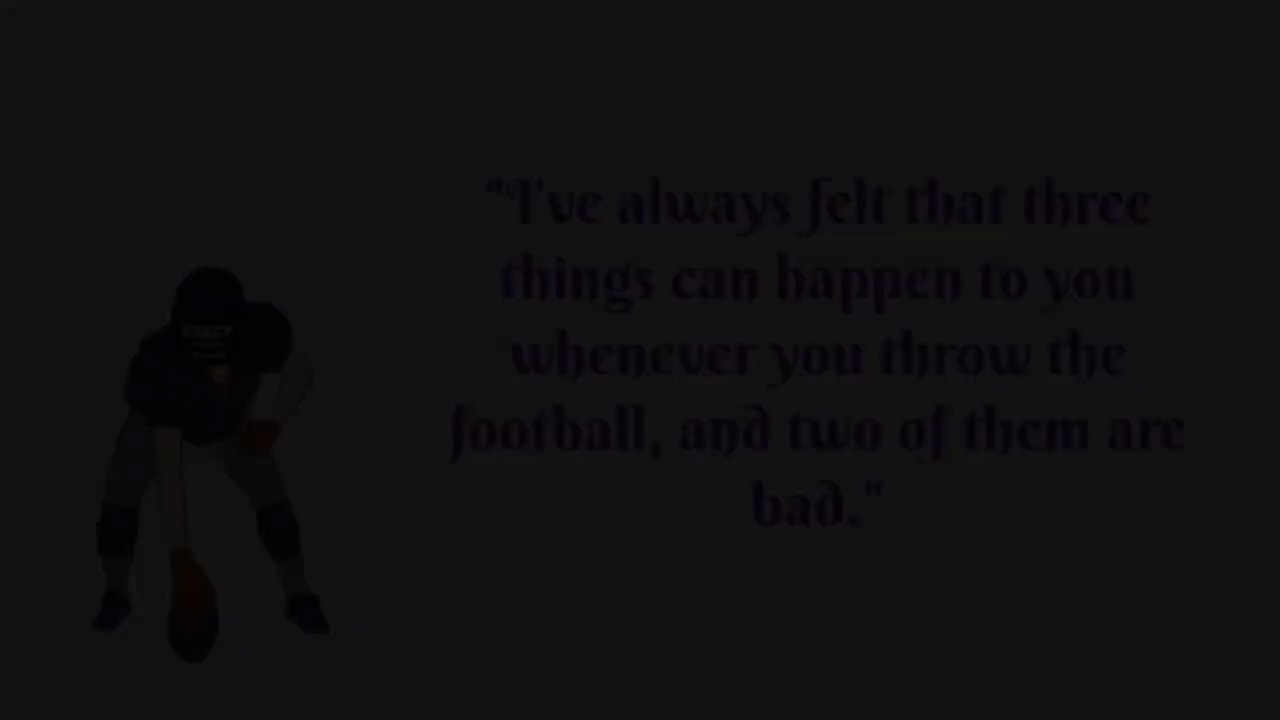 "I've always felt that three
things can happen to you
whenever you throw the
football, and two of them are
bad."